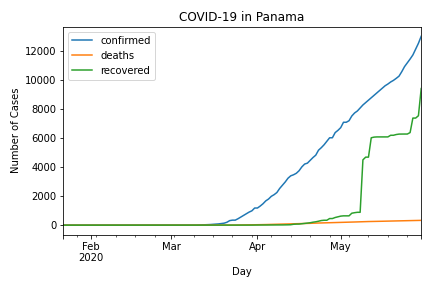 COVID-19 in Panama
confirmed
deaths
recovered
Number of Cases
12000
10000
8000
6000
4000
2000
0
Feb
2020
Mar
Apr
May
Day